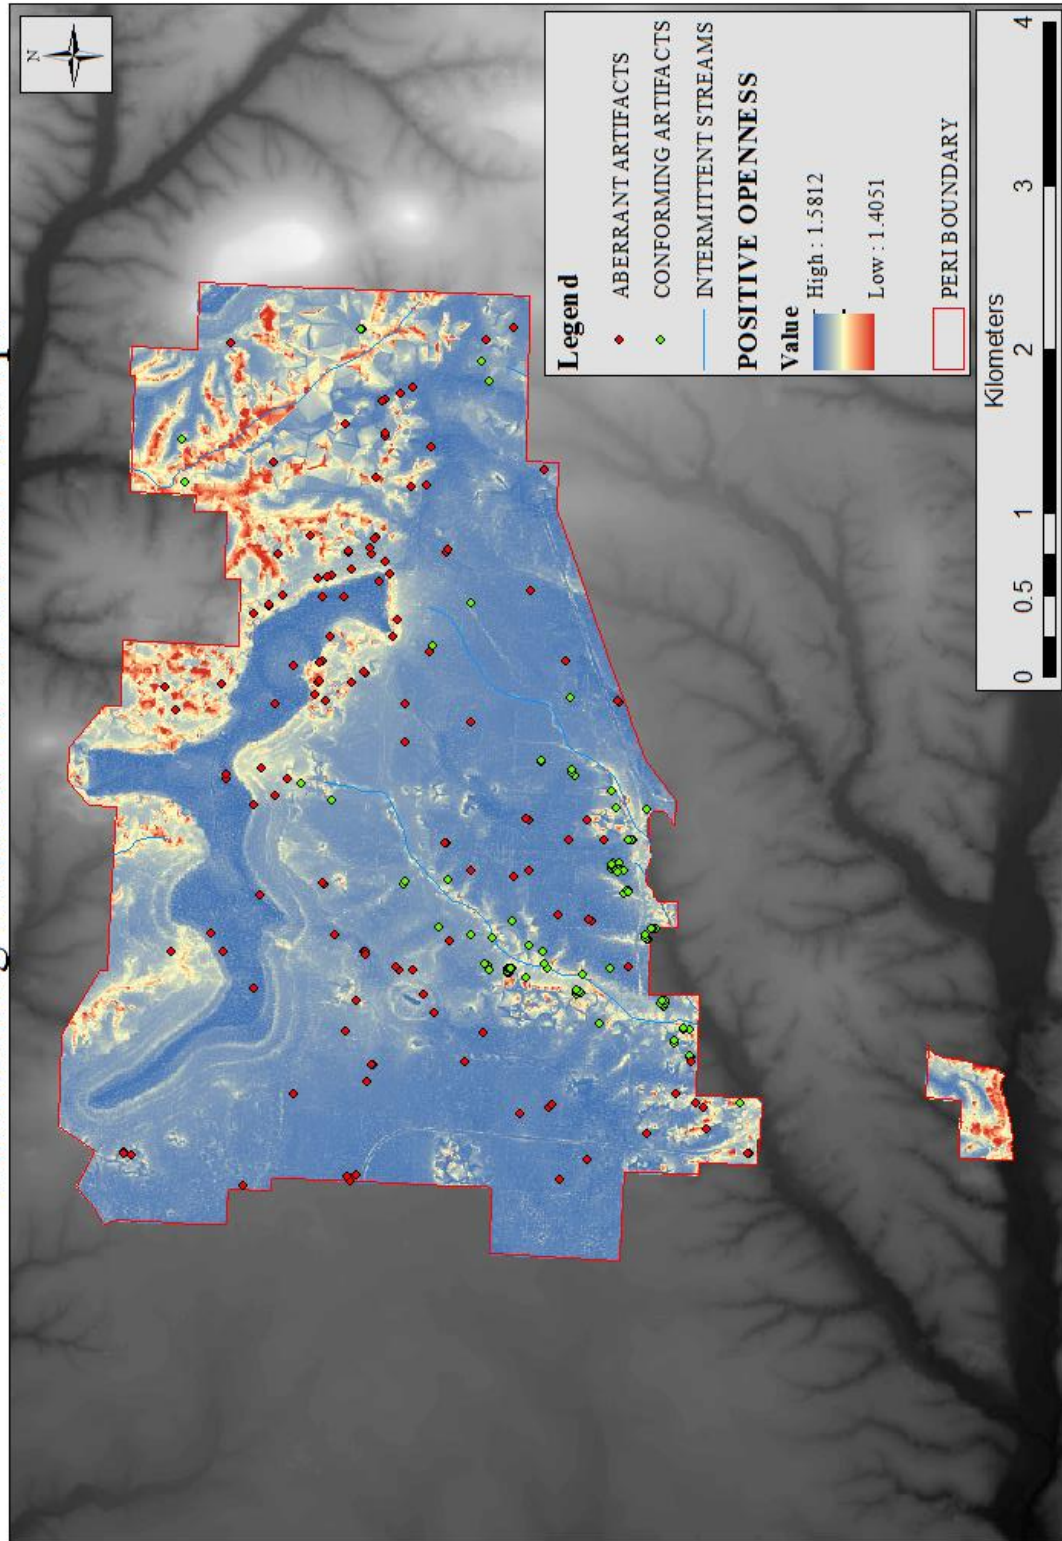 N
Legend
ABERRANT ARTIFACTS
CONFORMING ARTIFACTS
INTERMITTENT STREAMS
POSITIVE OPENNESS
Value
High : 1.5812
Low : 1.4051
PERI BOUNDARY
Kilometers
0 0.5 1 2 3 4